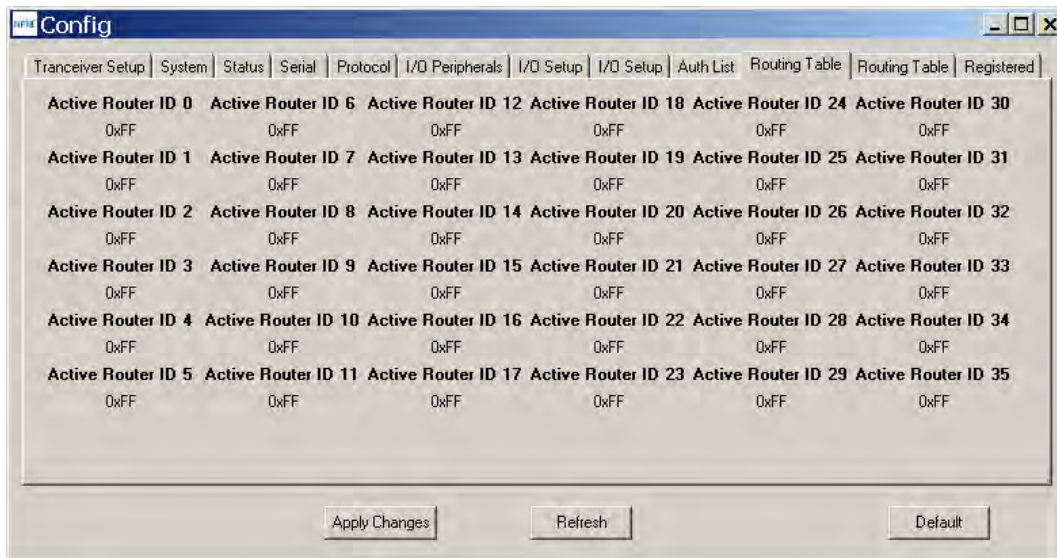 Config
Tranceiver Setup System Status Serial Protocol I/O Peripherals I/O Setup I/O Setup Auth List Routing Table Routing Table Registered
Active Router ID 0 Active Router ID 6 Active Router ID 12 Active Router ID 18 Active Router ID 24 Active Router ID 30
0xFF 0xFF 0xFF 0xFF 0xFF 0xFF
Active Router ID 1 Active Router ID 7 Active Router ID 13 Active Router ID 19 Active Router ID 25 Active Router ID 31
0xFF 0xFF 0xFF 0xFF 0xFF 0xFF
Active Router ID 2 Active Router ID 8 Active Router ID 14 Active Router ID 20 Active Router ID 26 Active Router ID 32
0xFF 0xFF 0xFF 0xFF 0xFF 0xFF
Active Router ID 3 Active Router ID 9 Active Router ID 15 Active Router ID 21 Active Router ID 27 Active Router ID 33
0xFF 0xFF 0xFF 0xFF 0xFF 0xFF
Active Router ID 4 Active Router ID 10 Active Router ID 16 Active Router ID 22 Active Router ID 28 Active Router ID 34
0xFF 0xFF 0xFF 0xFF 0xFF 0xFF
Active Router ID 5 Active Router ID 11 Active Router ID 17 Active Router ID 23 Active Router ID 29 Active Router ID 35
0xFF 0xFF 0xFF 0xFF 0xFF 0xFF
Apply Changes Refresh Default